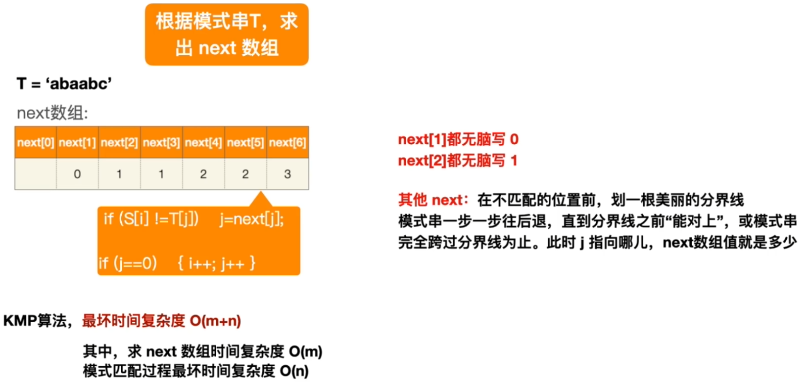 根据模式串T，求
出 next 数组
T = ‘abaabc’
next数组:
next[0] next[1] next[2] next[3] next[4] next[5] next[6]
0 1 1 2 2 3
if (S[i] !=T[j]) j=next[j];
if (j==0) { i++; j++ }
next[1]都无脑写 0
next[2]都无脑写 1
其他 next：在不匹配的位置前，划一根美丽的分界线
模式串一步一步往后退，直到分界线之前“能对上”，或模式串
完全跨过分界线为止。此时 j 指向哪儿，next数组值就是多少
KMP算法，最坏时间复杂度 O(m+n)
其中，求 next 数组时间复杂度 O(m)
模式匹配过程最坏时间复杂度 O(n)